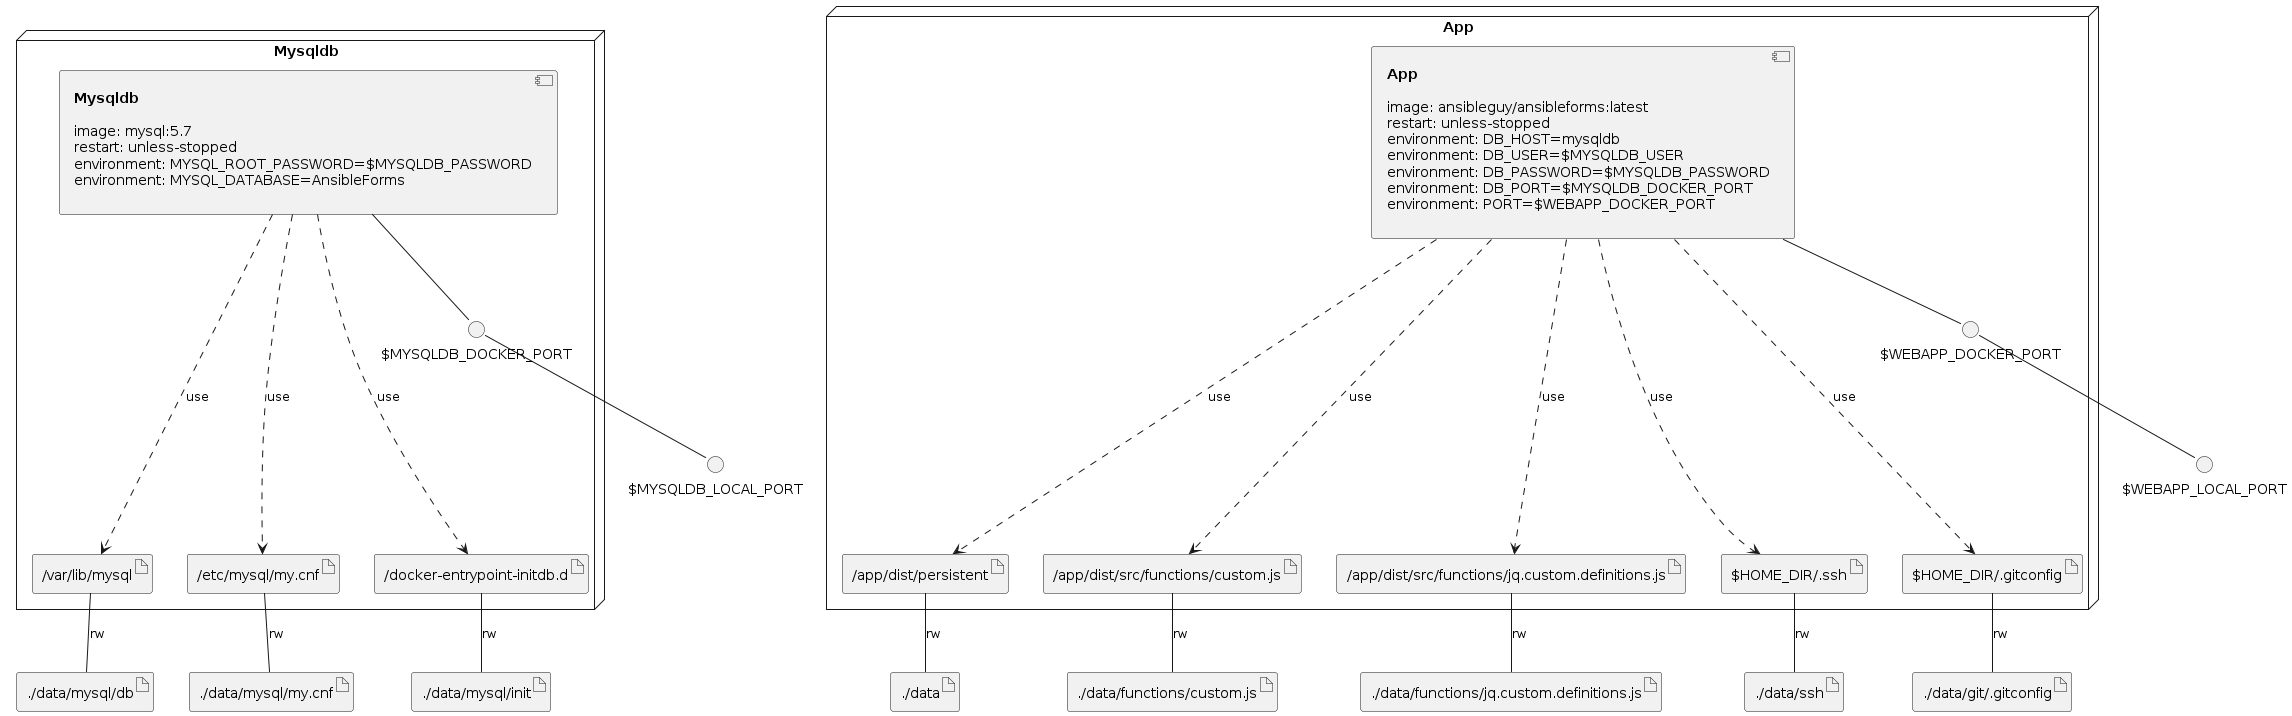 Mysqldb
Mysqldb
image: mysql:5.7
restart: unless-stopped
environment: MYSQL_ROOT_PASSWORD=$MYSQLDB_PASSWORD
environment: MYSQL_DATABASE=AnsibleForms
$MYSQLDB_DOCKER_PORT
use
use
use
$MYSQLDB_LOCAL_PORT
/var/lib/mysql
/etc/mysql/my.cnf
/docker-entrypoint-initdb.d
rw
rw
rw
./data/mysql/db
./data/mysql/my.cnf
./data/mysql/init
App
App
image: ansibleguy/ansibleforms:latest
restart: unless-stopped
environment: DB_HOST=mysqldb
environment: DB_USER=$MYSQLDB_USER
environment: DB_PASSWORD=$MYSQLDB_PASSWORD
environment: DB_PORT=$MYSQLDB_DOCKER_PORT
environment: PORT=$WEBAPP_DOCKER_PORT
$WEBAPP_DOCKER_PORT
use
use
use
use
use
$WEBAPP_LOCAL_PORT
/app/dist/persistent
/app/dist/src/functions/custom.js
/app/dist/src/functions/jq.custom.definitions.js
$HOME_DIR/.ssh
$HOME_DIR/.gitconfig
rw
rw
rw
rw
rw
./data
./data/functions/custom.js
./data/functions/jq.custom.definitions.js
./data/ssh
./data/git/.gitconfig